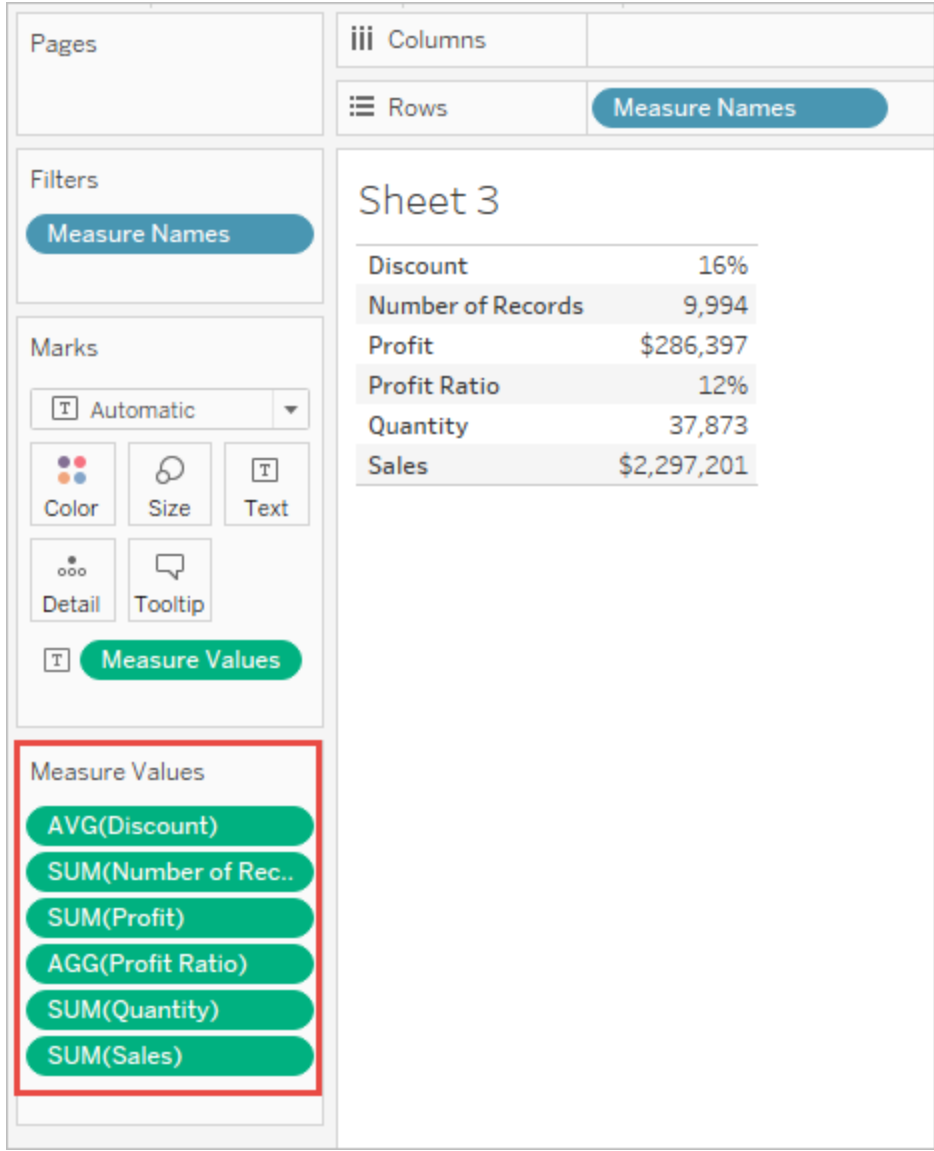 Pages
Columns
Rows
Measure Names
Filters
Measure Names
Marks
Automatic
Color Size Text
Detail Tooltip
Measure Values
Measure Values
AVG(Discount)
SUM(Number of Rec..
SUM(Profit)
AGG(Profit Ratio)
SUM(Quantity)
SUM(Sales)
Sheet 3
Discount 16%
Number of Records 9,994
Profit $286,397
Profit Ratio 12%
Quantity 37,873
Sales $2,297,201